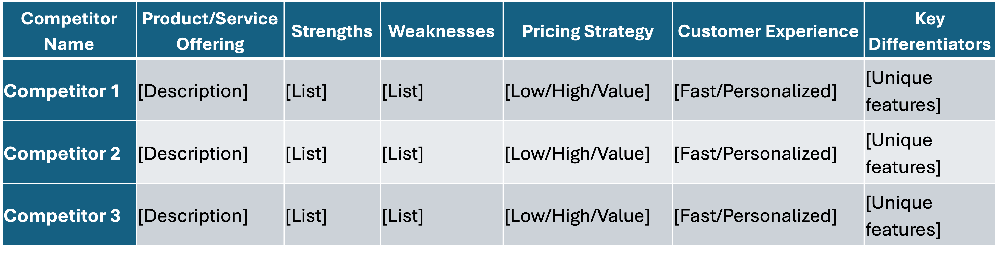 Competitor Name
Product/Service Offering
Strengths
Weaknesses
Pricing Strategy
Customer Experience
Key Differentiators
Competitor 1
[Description]
[List]
[List]
[Low/High/Value]
[Fast/Personalized]
[Unique features]
Competitor 2
[Description]
[List]
[List]
[Low/High/Value]
[Fast/Personalized]
[Unique features]
Competitor 3
[Description]
[List]
[List]
[Low/High/Value]
[Fast/Personalized]
[Unique features]